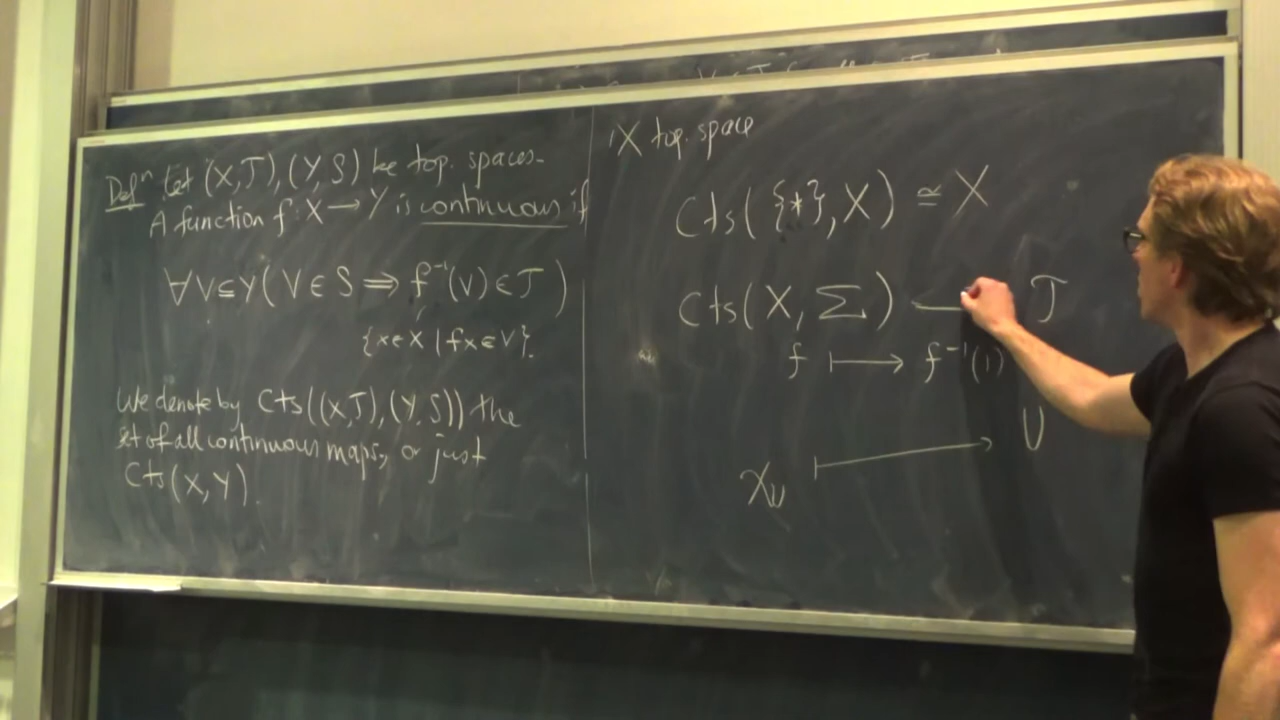 Defⁿ Let (X,T),(Y,S) be top. spaces.
A function f:X→Y is continuous if
∀V⊆Y(V∈S ⇒ f⁻¹(V)∈T)
{x∈X | fx∈V}.
We denote by Cts((X,T),(Y,S)) the
set of all continuous maps, or just
Cts(X,Y).
X top. space
Cts({*},X) ≅ X
Cts(X,Σ) — T
f ↦ f⁻¹(1)
χ_U ↦ U